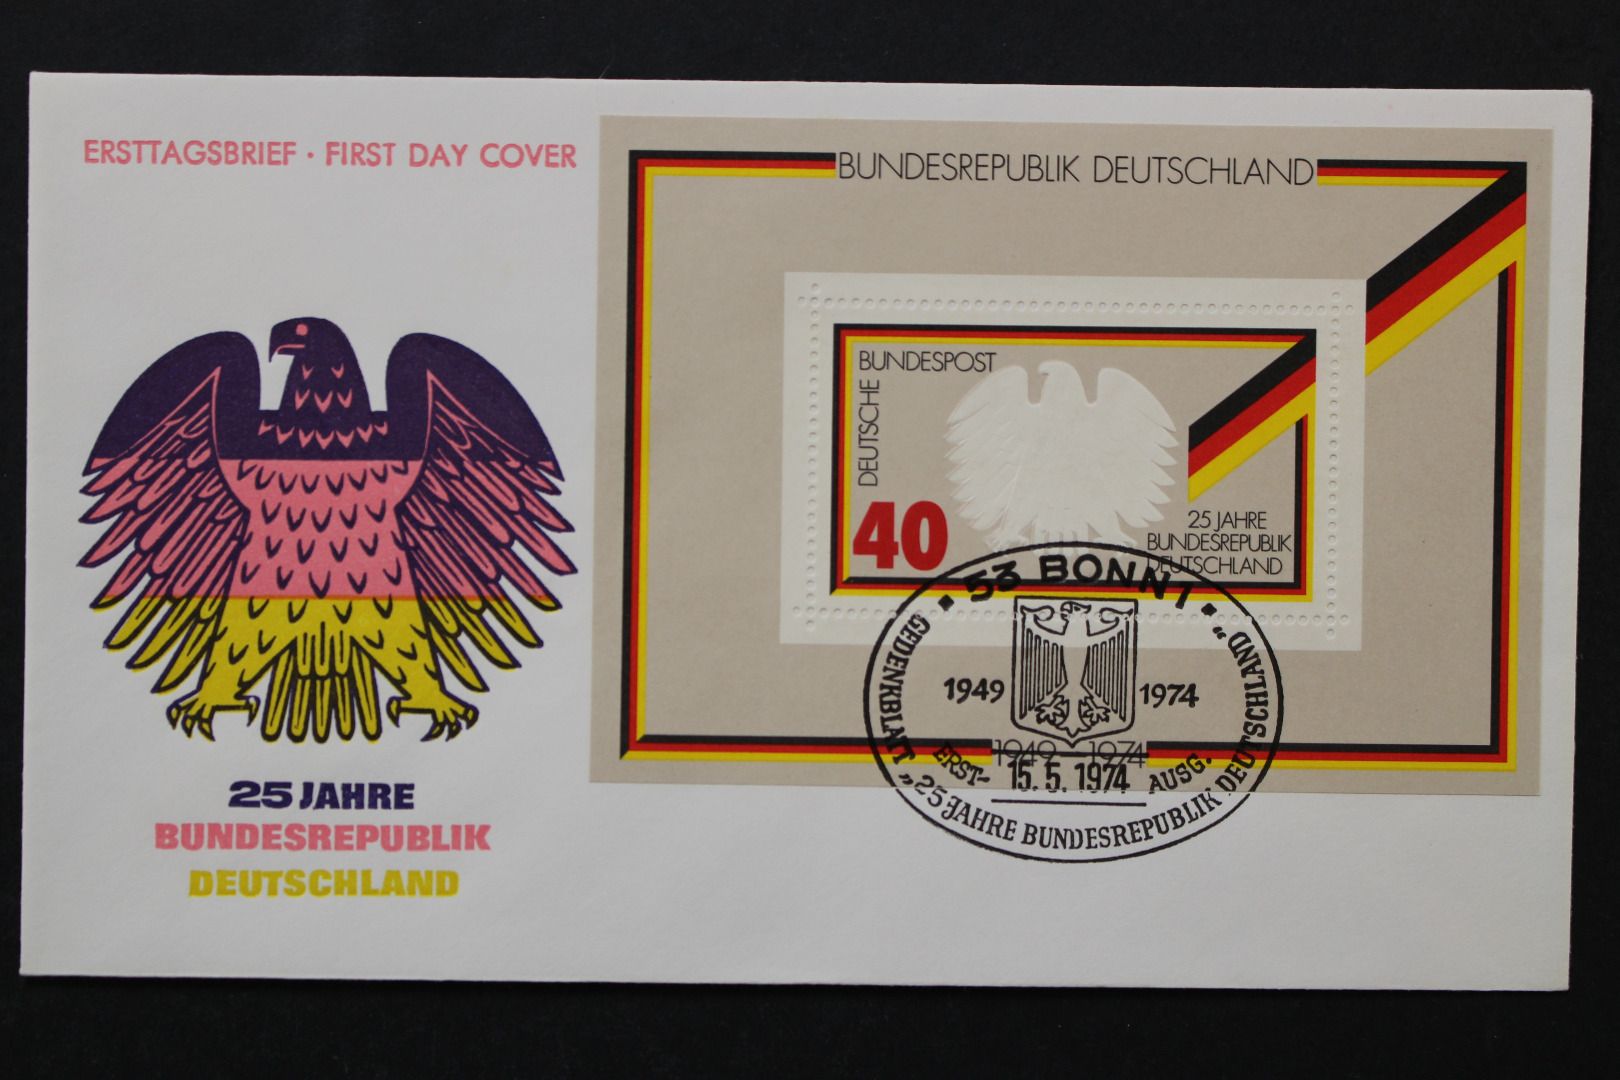 ERSTTAGSBRIEF · FIRST DAY COVER
25 JAHRE
BUNDESREPUBLIK
DEUTSCHLAND
BUNDESREPUBLIK DEUTSCHLAND
DEUTSCHE
BUNDESPOST
40
25 JAHRE
BUNDESREPUBLIK
DEUTSCHLAND
1949 1974
53 BONN 1
1949 1974
ERST- 15.5.1974 AUSG.
GEDENKBLATT „25 JAHRE BUNDESREPUBLIK DEUTSCHLAND“